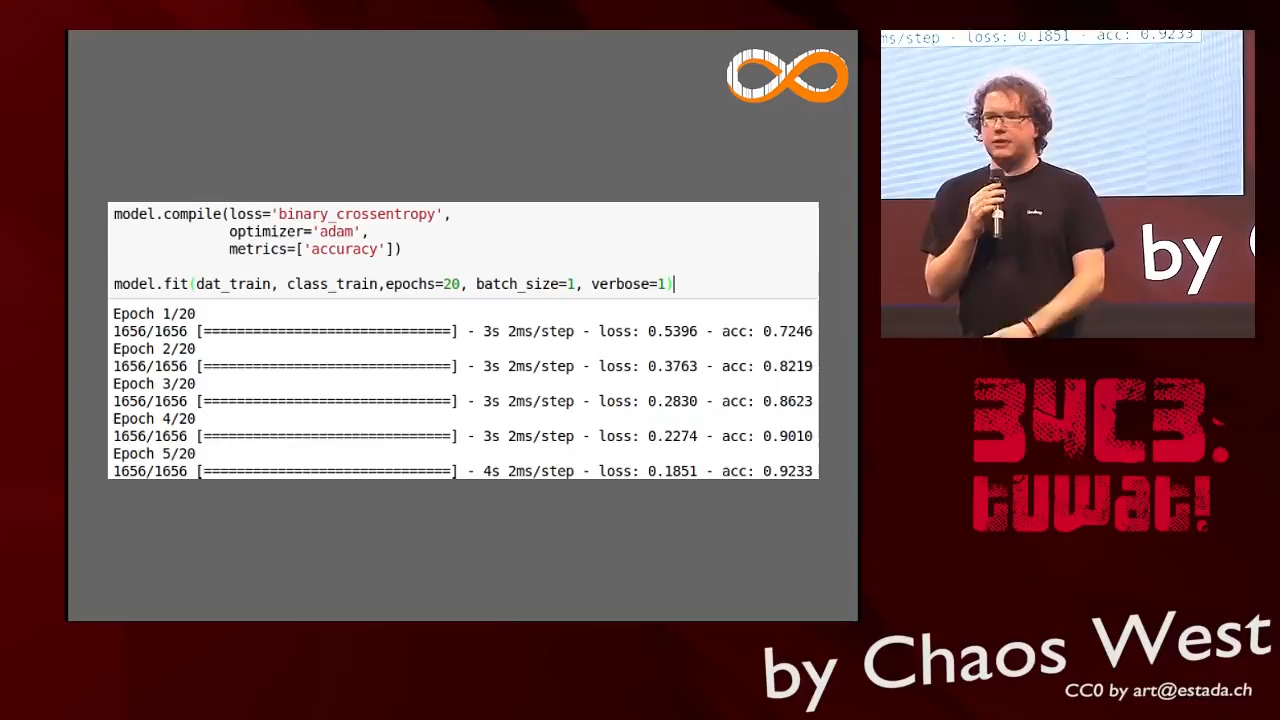 model.compile(loss='binary_crossentropy',
optimizer='adam',
metrics=['accuracy'])
model.fit(dat_train, class_train,epochs=20, batch_size=1, verbose=1)
Epoch 1/20
1656/1656 [==============================] - 3s 2ms/step - loss: 0.5396 - acc: 0.7246
Epoch 2/20
1656/1656 [==============================] - 3s 2ms/step - loss: 0.3763 - acc: 0.8219
Epoch 3/20
1656/1656 [==============================] - 3s 2ms/step - loss: 0.2830 - acc: 0.8623
Epoch 4/20
1656/1656 [==============================] - 3s 2ms/step - loss: 0.2274 - acc: 0.9010
Epoch 5/20
1656/1656 [==============================] - 4s 2ms/step - loss: 0.1851 - acc: 0.9233
ms/step - loss: 0.1851 - acc: 0.9233
by
34C3:
tuwat!
by Chaos West
CC0 by art@estada.ch